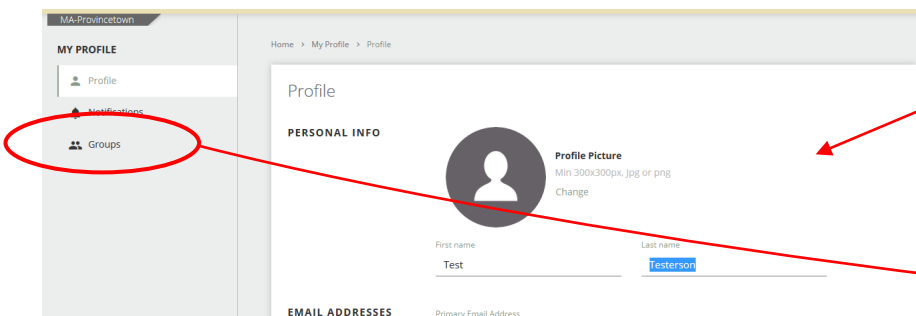 MA-Provincetown
MY PROFILE
Profile
Notifications
Groups
Home > My Profile > Profile
Profile
PERSONAL INFO
Profile Picture
Min 300x300px, Jpg or png
Change
First name
Last name
Test
Testerson
EMAIL ADDRESSES
Primary Email Address